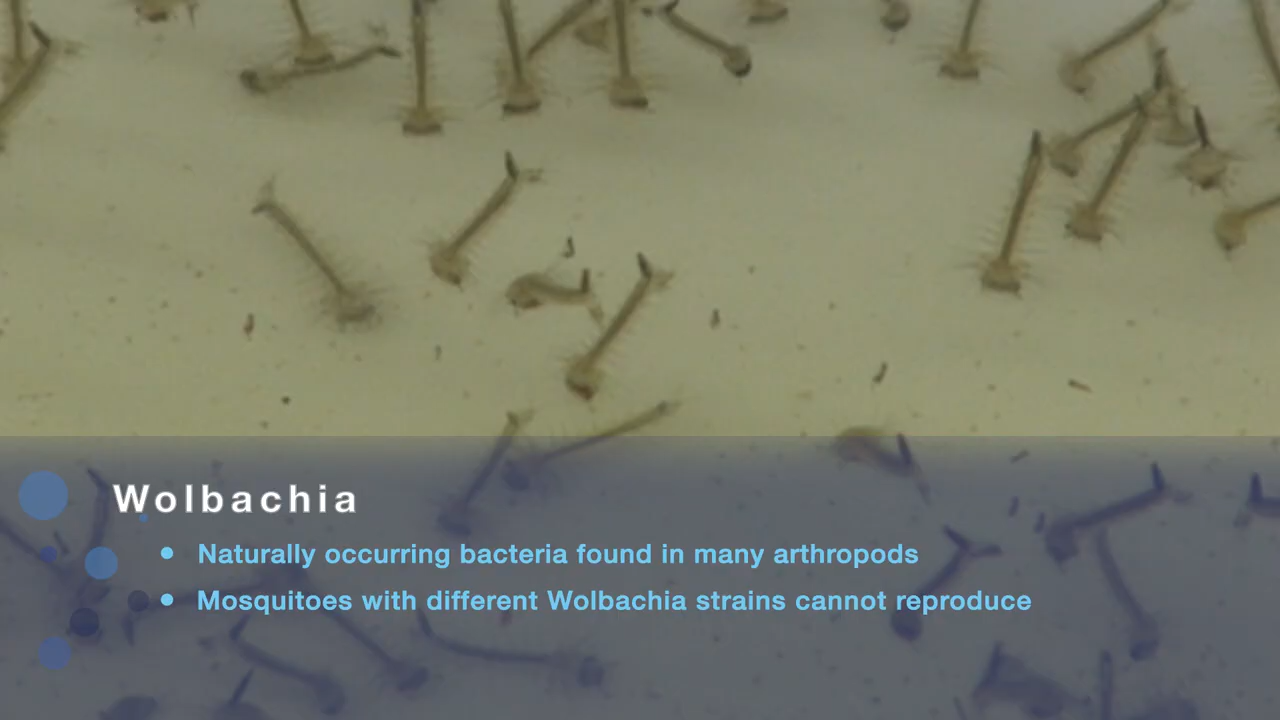 Wolbachia
Naturally occurring bacteria found in many arthropods
Mosquitoes with different Wolbachia strains cannot reproduce